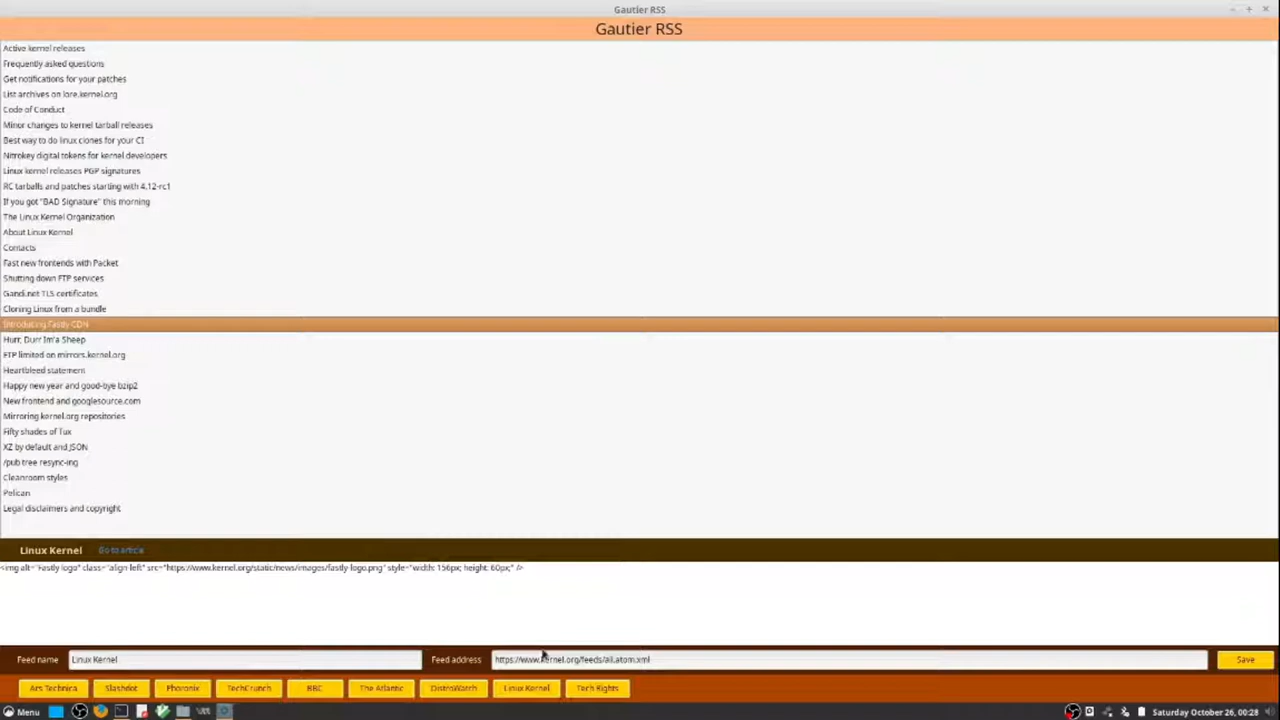 Gautier RSS
Gautier RSS
Active kernel releases
Frequently asked questions
Get notifications for your patches
List archives on lore.kernel.org
Code of Conduct
Minor changes to kernel tarball releases
Best way to do linux clones for your CI
Nitrokey digital tokens for kernel developers
Linux kernel releases PGP signatures
RC tarballs and patches starting with 4.12-rc1
If you got "BAD Signature" this morning
The Linux Kernel Organization
About Linux Kernel
Contacts
Fast new frontends with Packet
Shutting down FTP services
Gandi.net TLS certificates
Cloning Linux from a bundle
Introducing Fastly CDN
Hurr, Durr Im'a Sheep
FTP limited on mirrors.kernel.org
Heartbleed statement
Happy new year and good-bye bzip2
New frontend and googlesource.com
Mirroring kernel.org repositories
Fifty shades of Tux
XZ by default and JSON
/pub tree resync-ing
Cleanroom styles
Pelican
Legal disclaimers and copyright
Linux Kernel Go to article
<img alt="Fastly logo" class="align-left" src="https://www.kernel.org/static/news/images/fastly-logo.png" style="width: 156px; height: 60px;" />
Feed name Linux Kernel Feed address https://www.kernel.org/feeds/all.atom.xml Save
Ars Technica Slashdot Phoronix TechCrunch BBC The Atlantic DistroWatch Linux Kernel Tech Rights
Menu Saturday October 26, 00:28